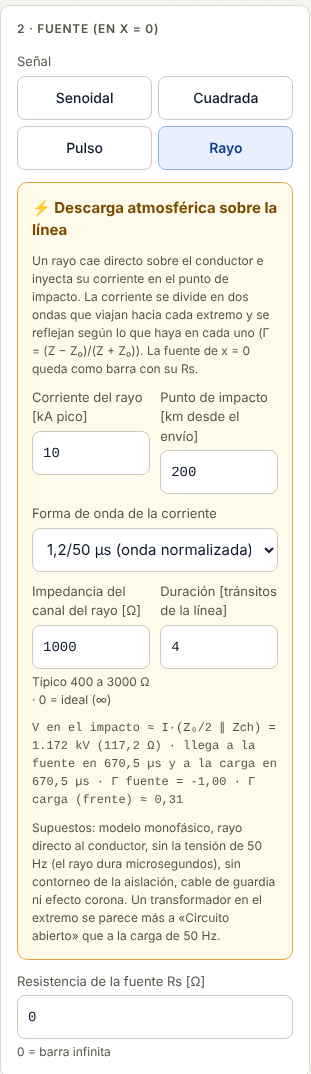 2 · FUENTE (EN X = 0)
Señal
Senoidal
Cuadrada
Pulso
Rayo
⚡ Descarga atmosférica sobre la
línea
Un rayo cae directo sobre el conductor e
inyecta su corriente en el punto de
impacto. La corriente se divide en dos
ondas que viajan hacia cada extremo y se
reflejan según lo que haya en cada uno (Γ
= (Z − Z₀)/(Z + Z₀)). La fuente de x = 0
queda como barra con su Rs.
Corriente del rayo
[kA pico]
10
Punto de impacto
[km desde el
envío]
200
Forma de onda de la corriente
1,2/50 µs (onda normalizada)
Impedancia del
canal del rayo [Ω]
1000
Típico 400 a 3000 Ω
· 0 = ideal (∞)
Duración [tránsitos
de la línea]
4
V en el impacto ≈ I·(Z₀/2 ∥ Zch) =
1.172 kV (117,2 Ω) · llega a la
fuente en 670,5 µs y a la carga en
670,5 µs · Γ fuente = -1,00 · Γ
carga (frente) ≈ 0,31
Supuestos: modelo monofásico, rayo
directo al conductor, sin la tensión de 50
Hz (el rayo dura microsegundos), sin
contorneo de la aislación, cable de guardia
ni efecto corona. Un transformador en el
extremo se parece más a «Circuito
abierto» que a la carga de 50 Hz.
Resistencia de la fuente Rs [Ω]
0
0 = barra infinita